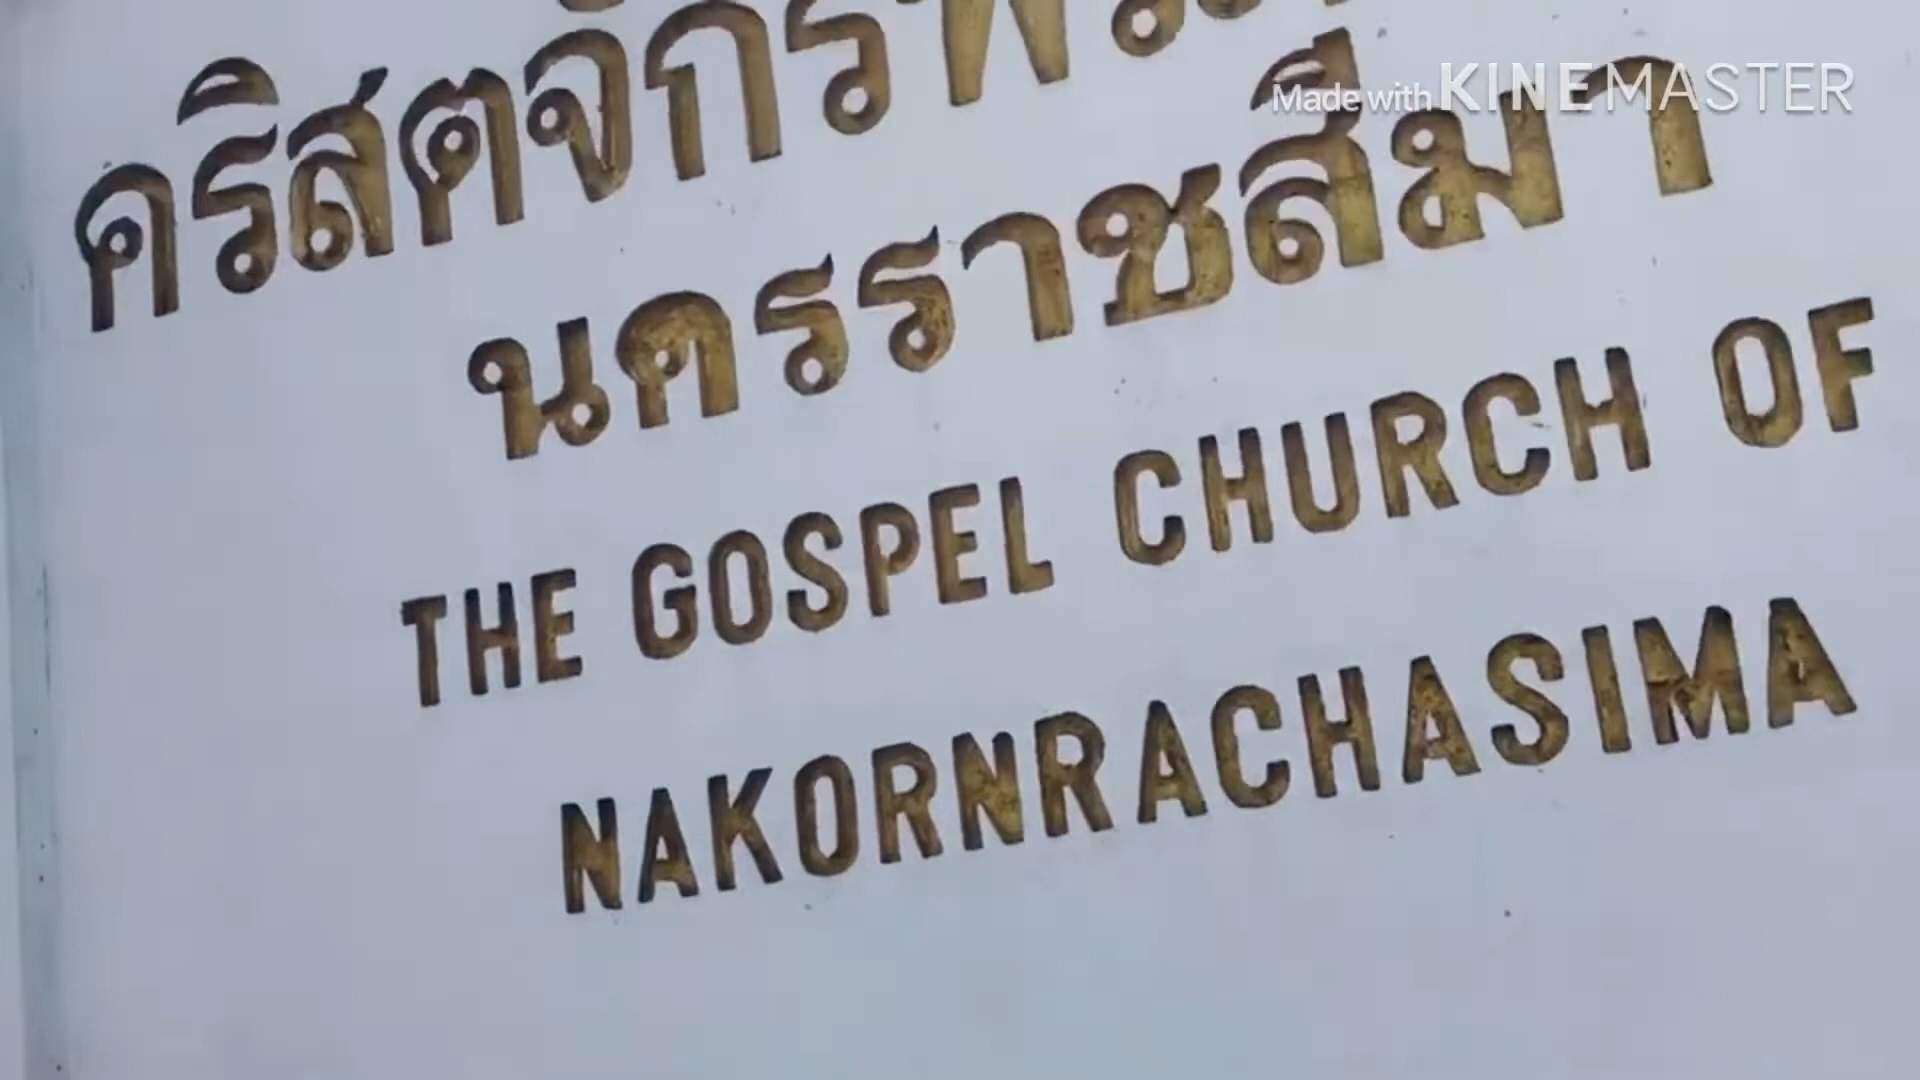 คริสตจักร
Made with KINEMASTER
นครราชสีมา
THE GOSPEL CHURCH OF
NAKORNRACHASIMA